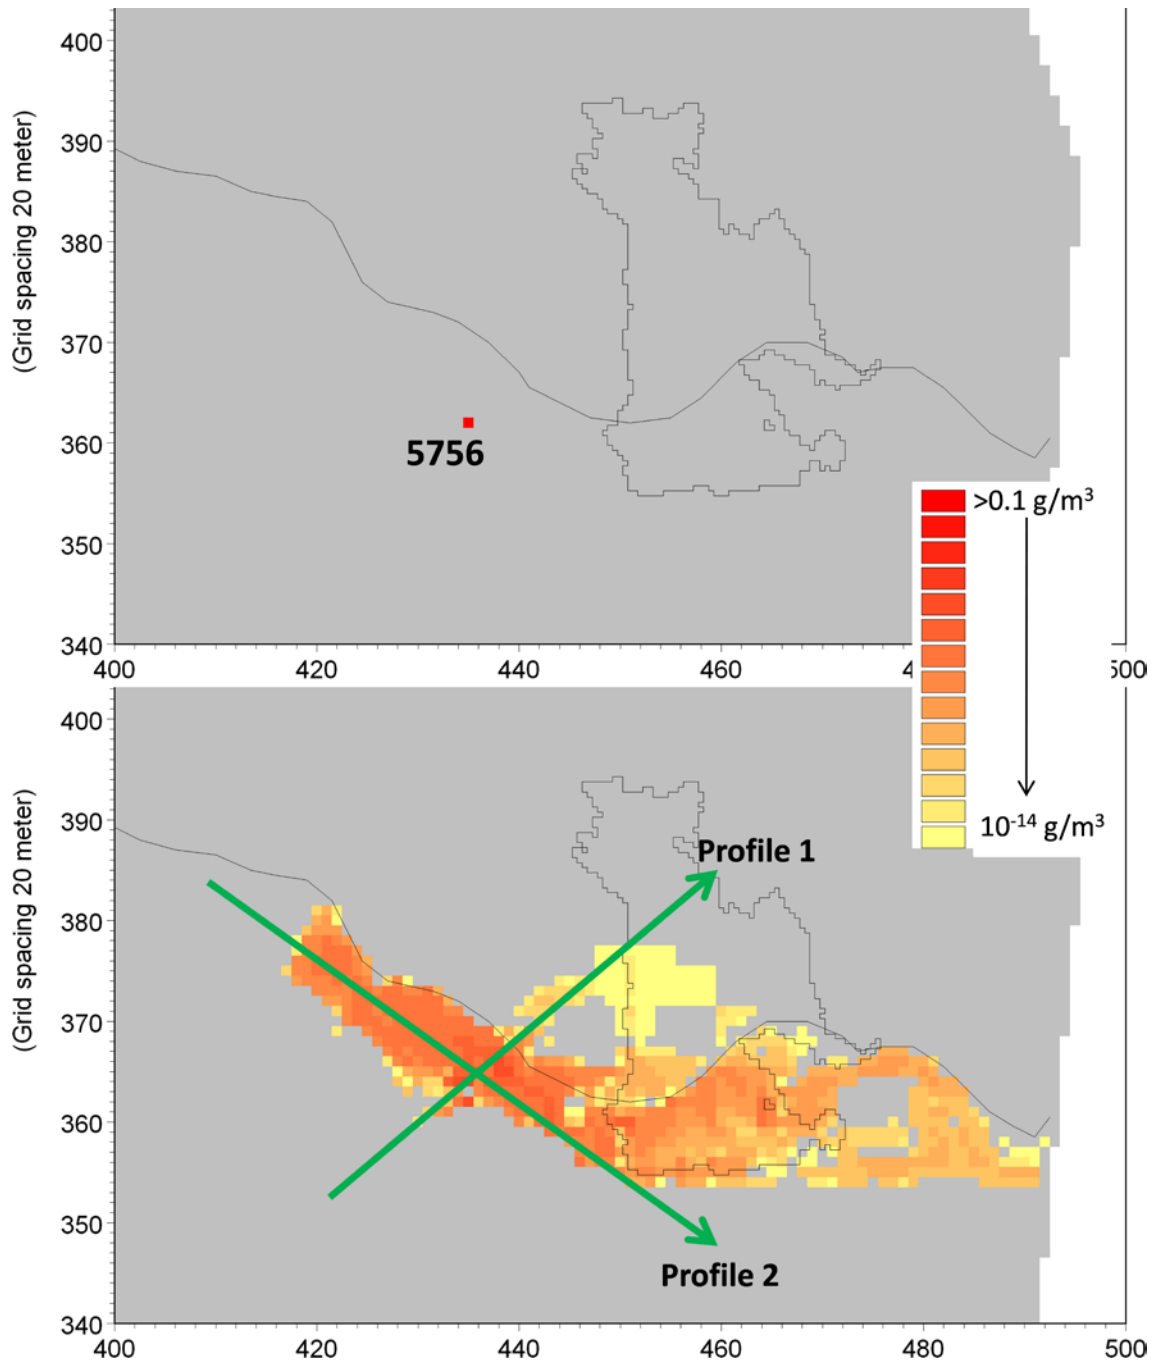 400
390
380
370
360
350
340
(Grid spacing 20 meter)
5756
>0.1 g/m³
10⁻¹⁴ g/m³
400 420 440 460 500
400
390
380
370
360
350
340
(Grid spacing 20 meter)
Profile 1
Profile 2
400 420 440 460 480 500